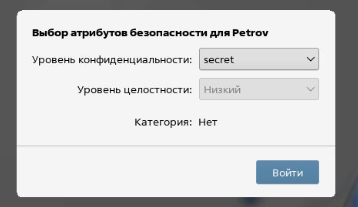 Выбор атрибутов безопасности для Petrov
Уровень конфиденциальности: secret
Уровень целостности: Низкий
Категория: Нет
Войти